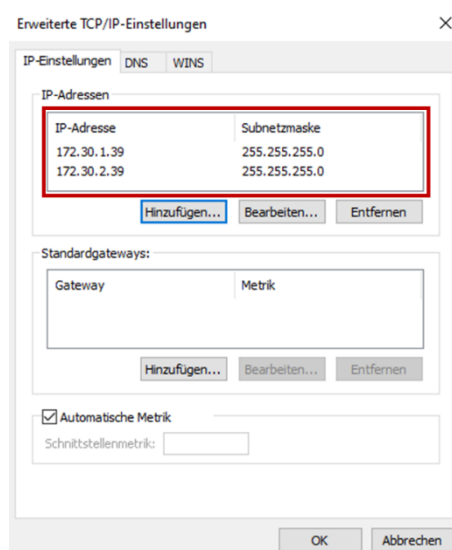 Erweiterte TCP/IP-Einstellungen
IP-Einstellungen DNS WINS
IP-Adressen
IP-Adresse Subnetzmaske
172.30.1.39 255.255.255.0
172.30.2.39 255.255.255.0
Hinzufügen... Bearbeiten... Entfernen
Standardgateways:
Gateway Metrik
Hinzufügen... Bearbeiten... Entfernen
Automatische Metrik
Schnittstellenmetrik:
OK Abbrechen